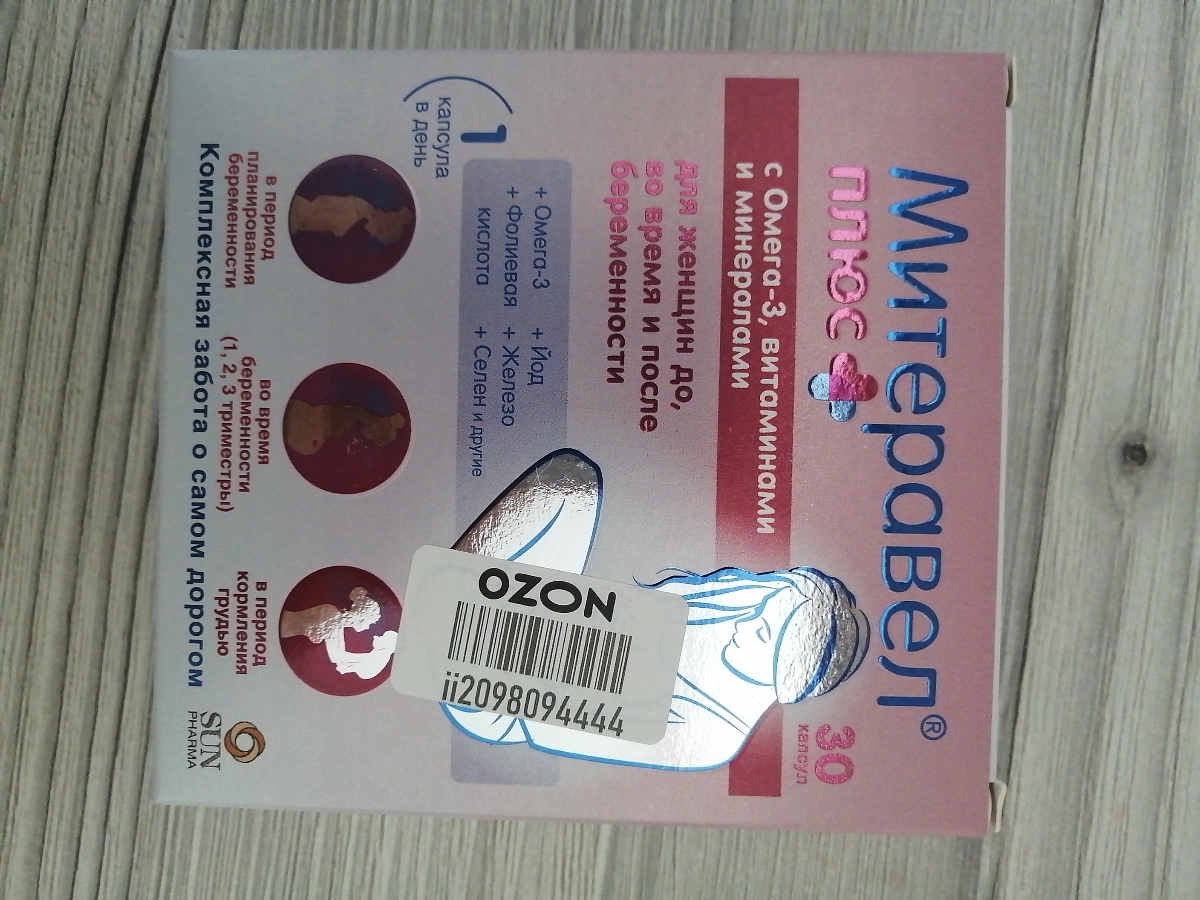 Митеравел®
плюс
30
капсул
с Омега-3, витаминами
и минералами
для женщин до,
во время и после
беременности
+ Омега-3
+ Фолиевая
кислота
+ Йод
+ Железо
+ Селен и другие
1
капсула
в день
OZON
ii2098094444
в период
планирования
беременности
во время
беременности
(1, 2, 3 триместры)
в период
кормления
грудью
Комплексная забота о самом дорогом
SUN
PHARMA